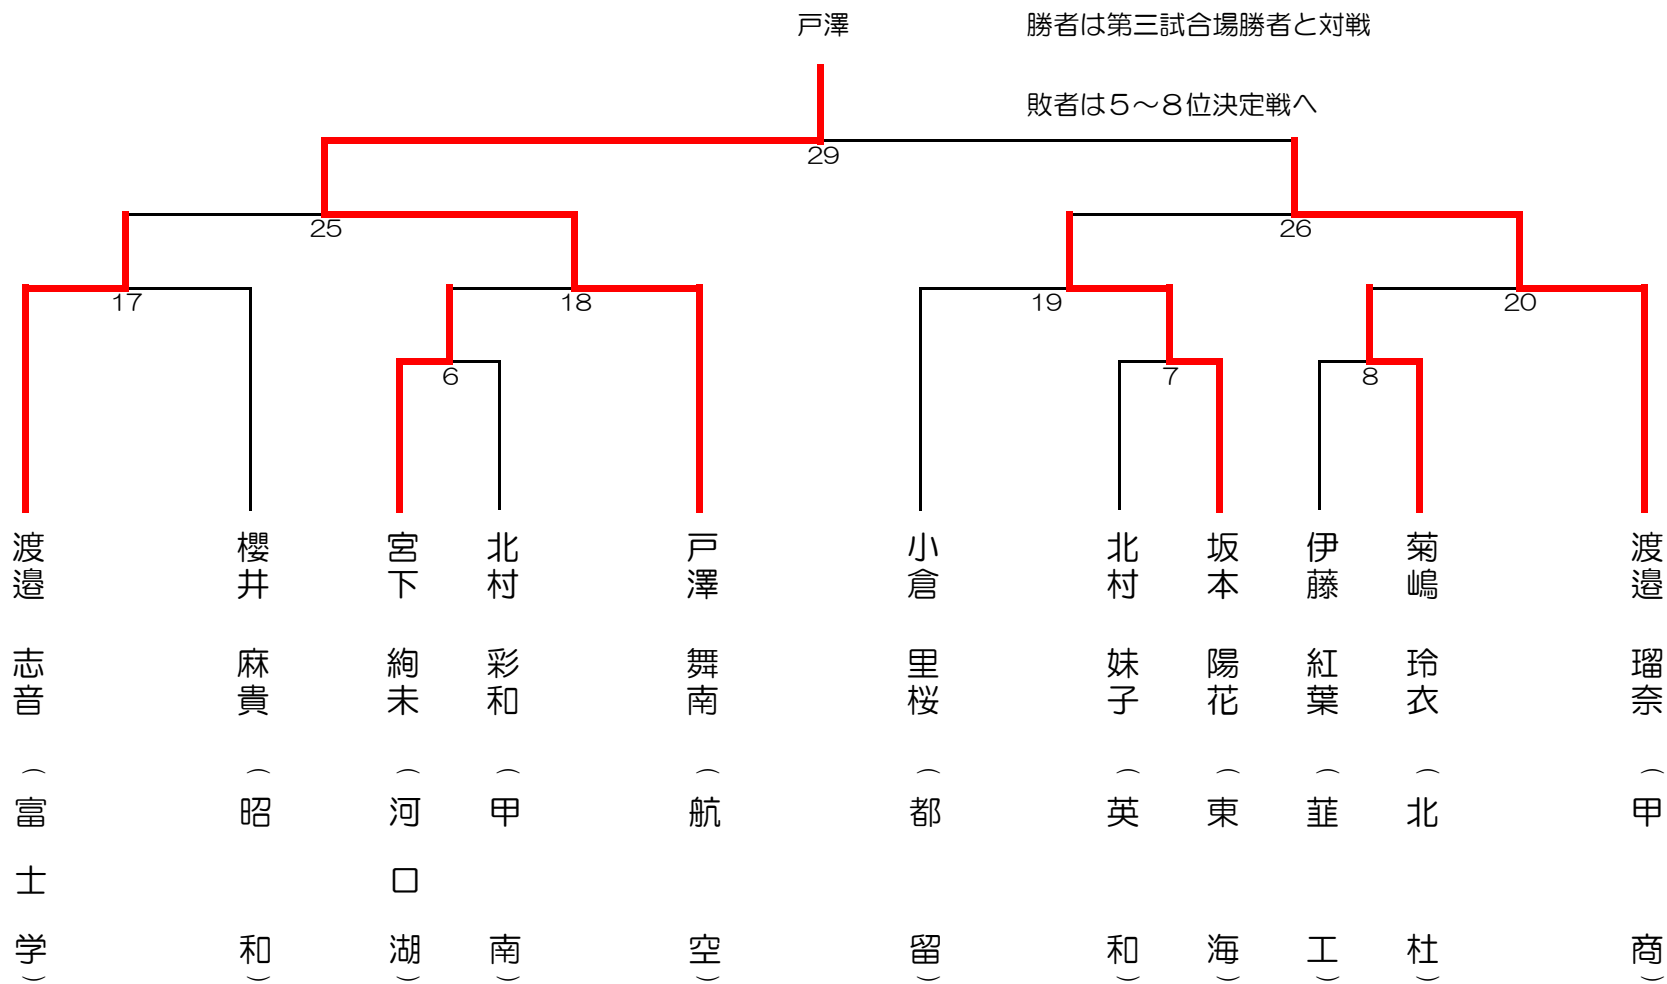 戸澤
勝者は第三試合場勝者と対戦
敗者は５～８位決定戦へ
29
25
26
17
18
19
20
6
7
8
渡邉 志音 （富士学）
櫻井 麻貴 （昭和）
宮下 絢未 （河口湖）
北村 彩和 （甲南）
戸澤 舞南 （航空）
小倉 里桜 （都留）
北村 妹子 （英和）
坂本 陽花 （東海）
伊藤 紅葉 （韮工）
菊嶋 玲衣 （北杜）
渡邉 瑠奈 （甲商）